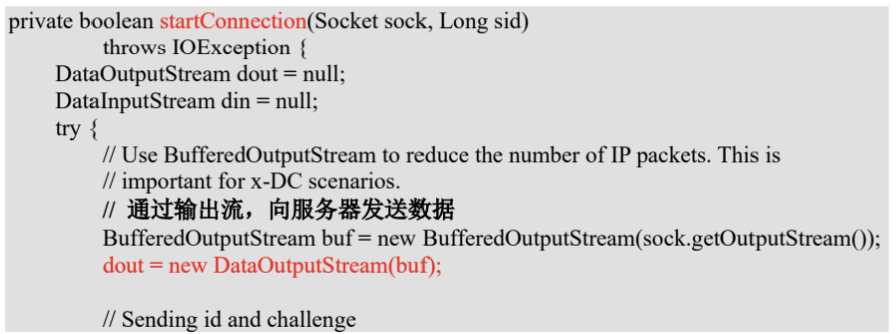 private boolean startConnection(Socket sock, Long sid)
throws IOException {
DataOutputStream dout = null;
DataInputStream din = null;
try {
// Use BufferedOutputStream to reduce the number of IP packets. This is
// important for x-DC scenarios.
// 通过输出流，向服务器发送数据
BufferedOutputStream buf = new BufferedOutputStream(sock.getOutputStream());
dout = new DataOutputStream(buf);
// Sending id and challenge